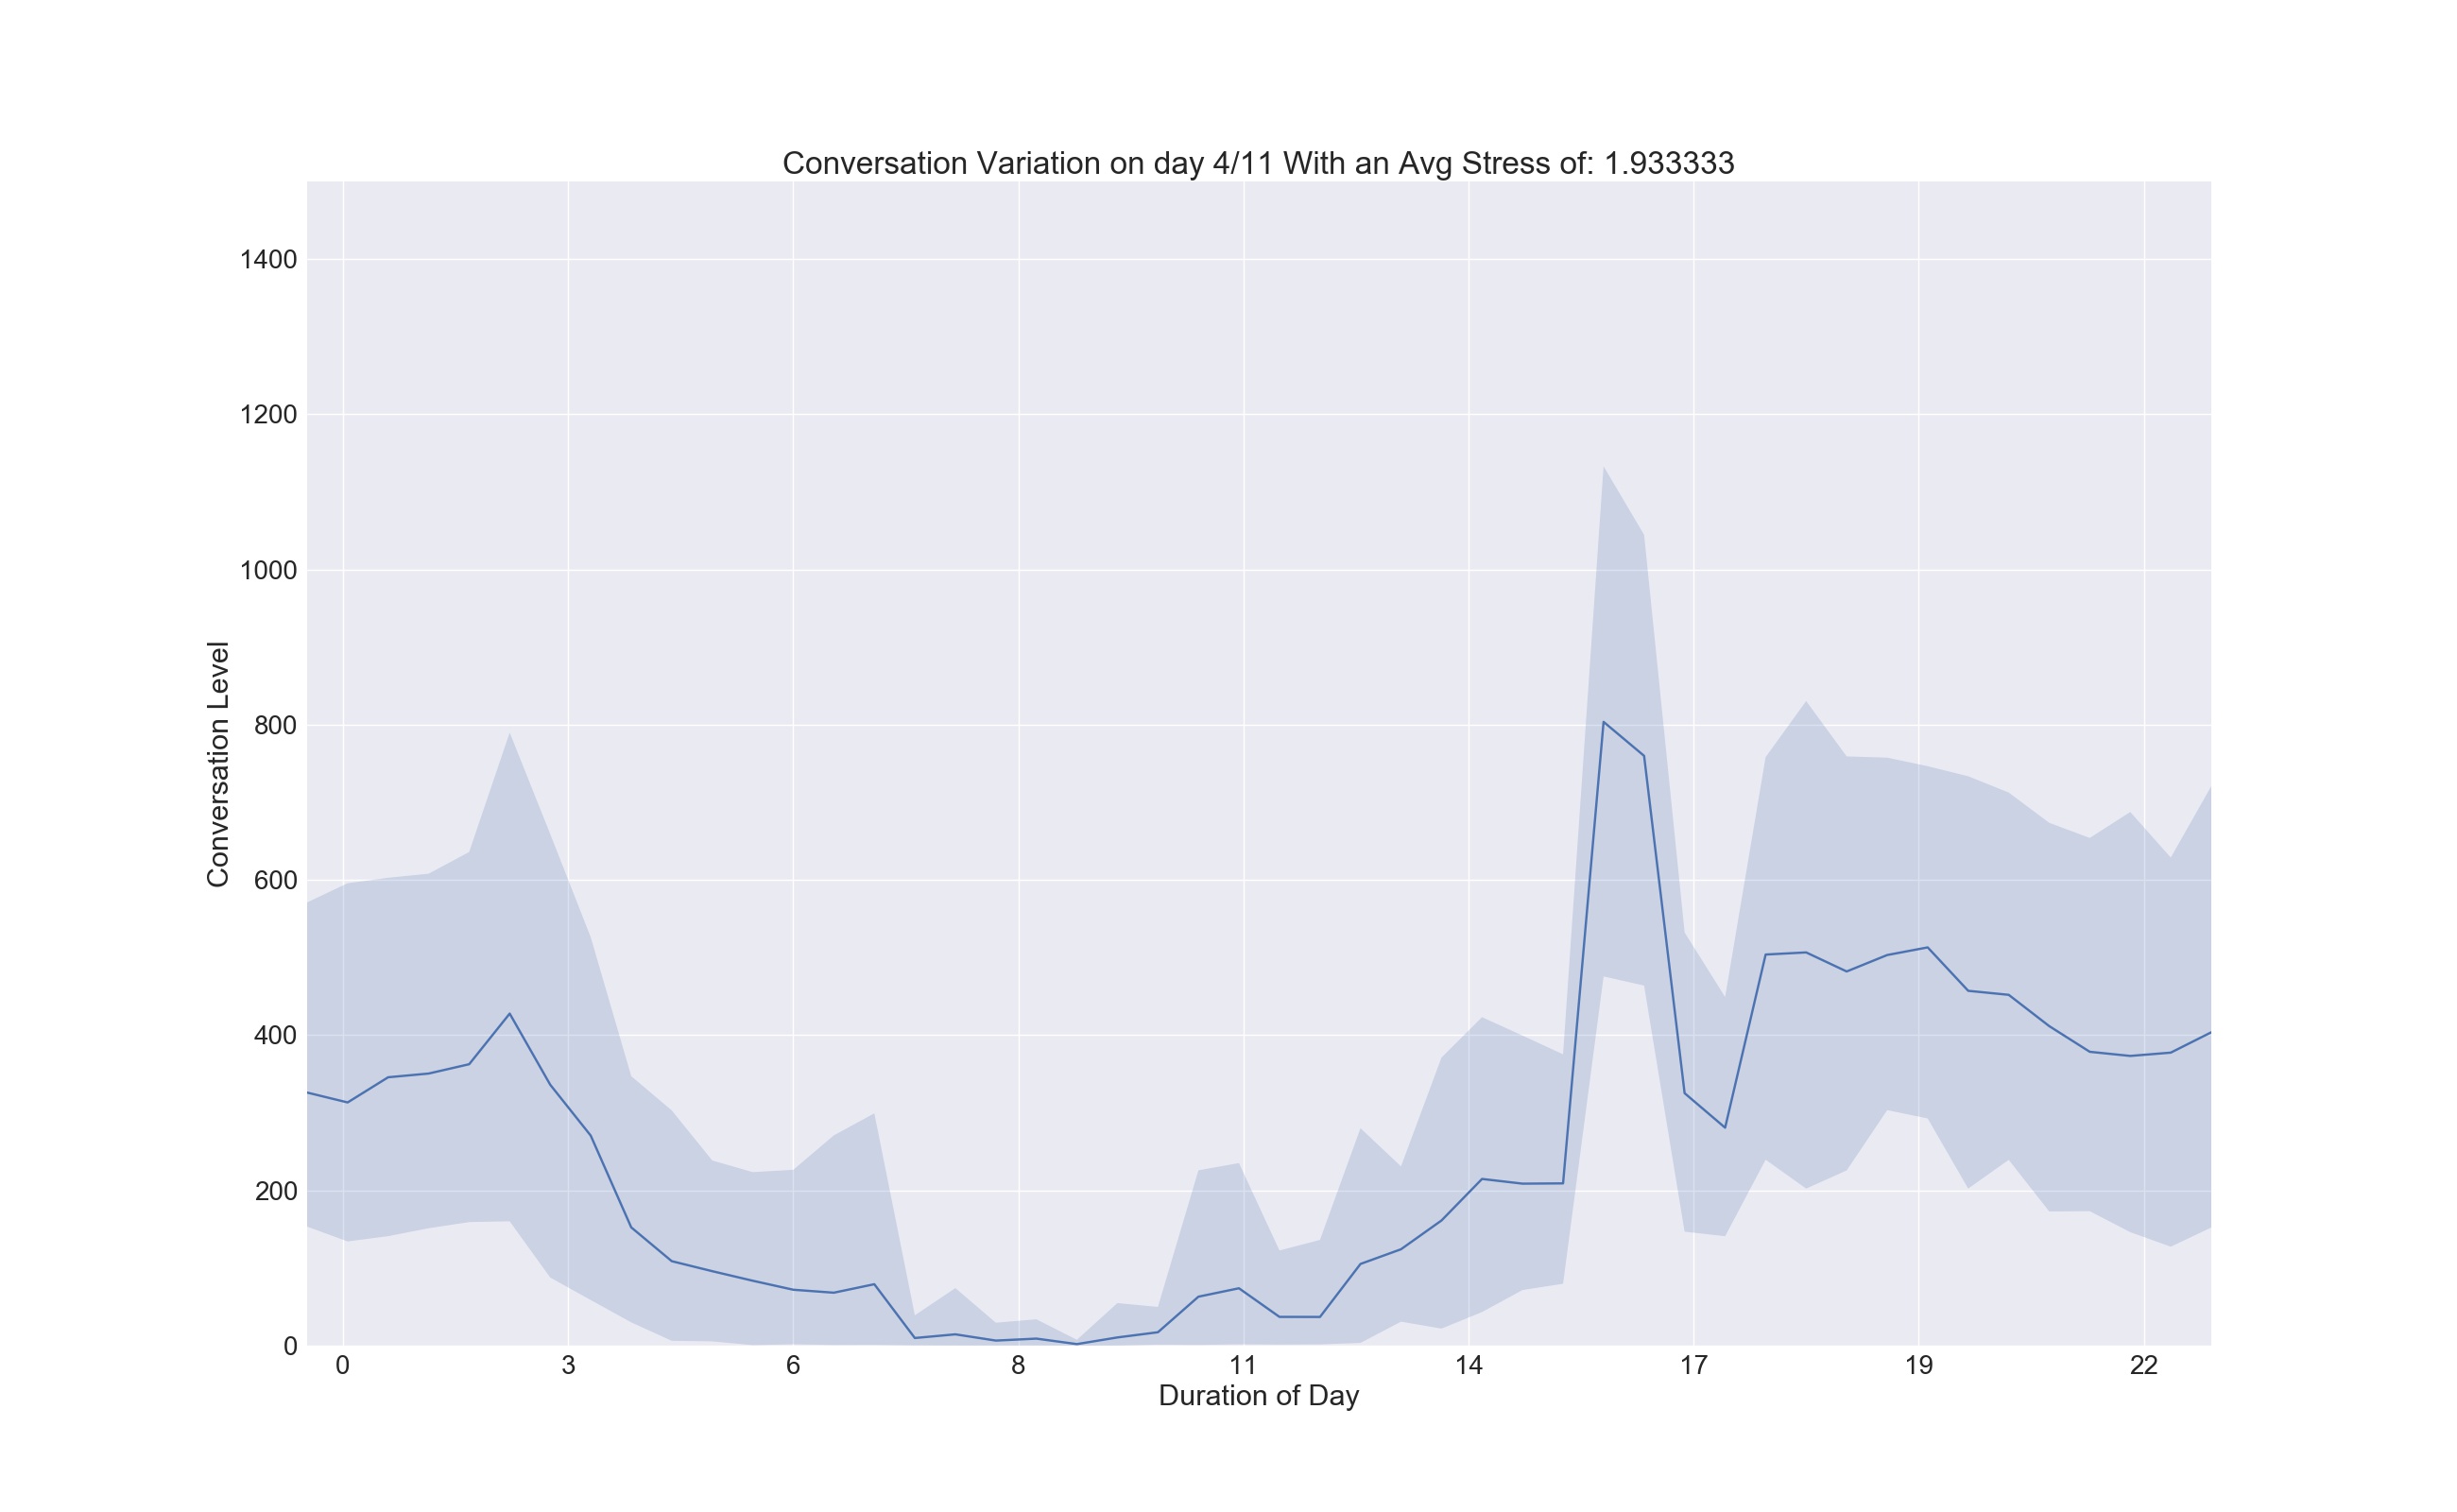 Conversation Variation on day 4/11 With an Avg Stress of: 1.933333
1400
1200
1000
800
600
400
200
0
Conversation Level
0 3 6 8 11 14 17 19 22
Duration of Day